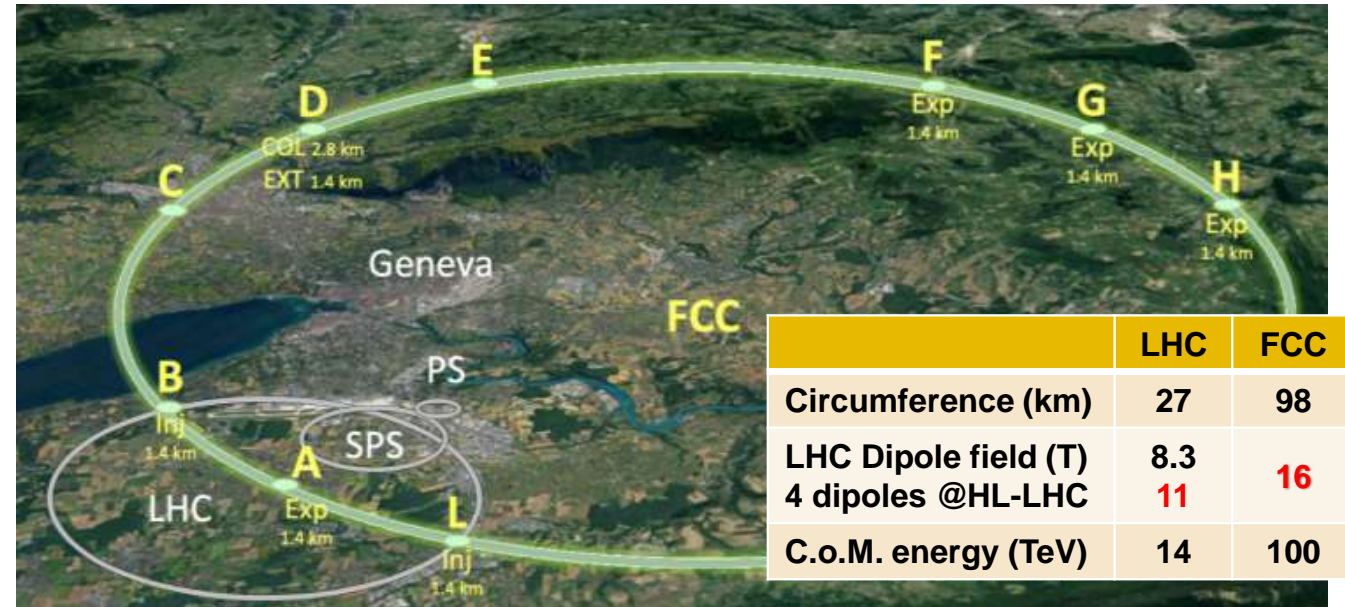 E
F
Exp
1.4 km
D
COL 2.8 km
EXT 1.4 km
G
Exp
1.4 km
C
H
Exp
1.4 km
Geneva
FCC
PS
B
Inj
1.4 km
SPS
A
Exp
1.4 km
LHC
L
Inj
1.4 km
LHC FCC
Circumference (km) 27 98
LHC Dipole field (T) 8.3
4 dipoles @HL-LHC 11 16
C.o.M. energy (TeV) 14 100